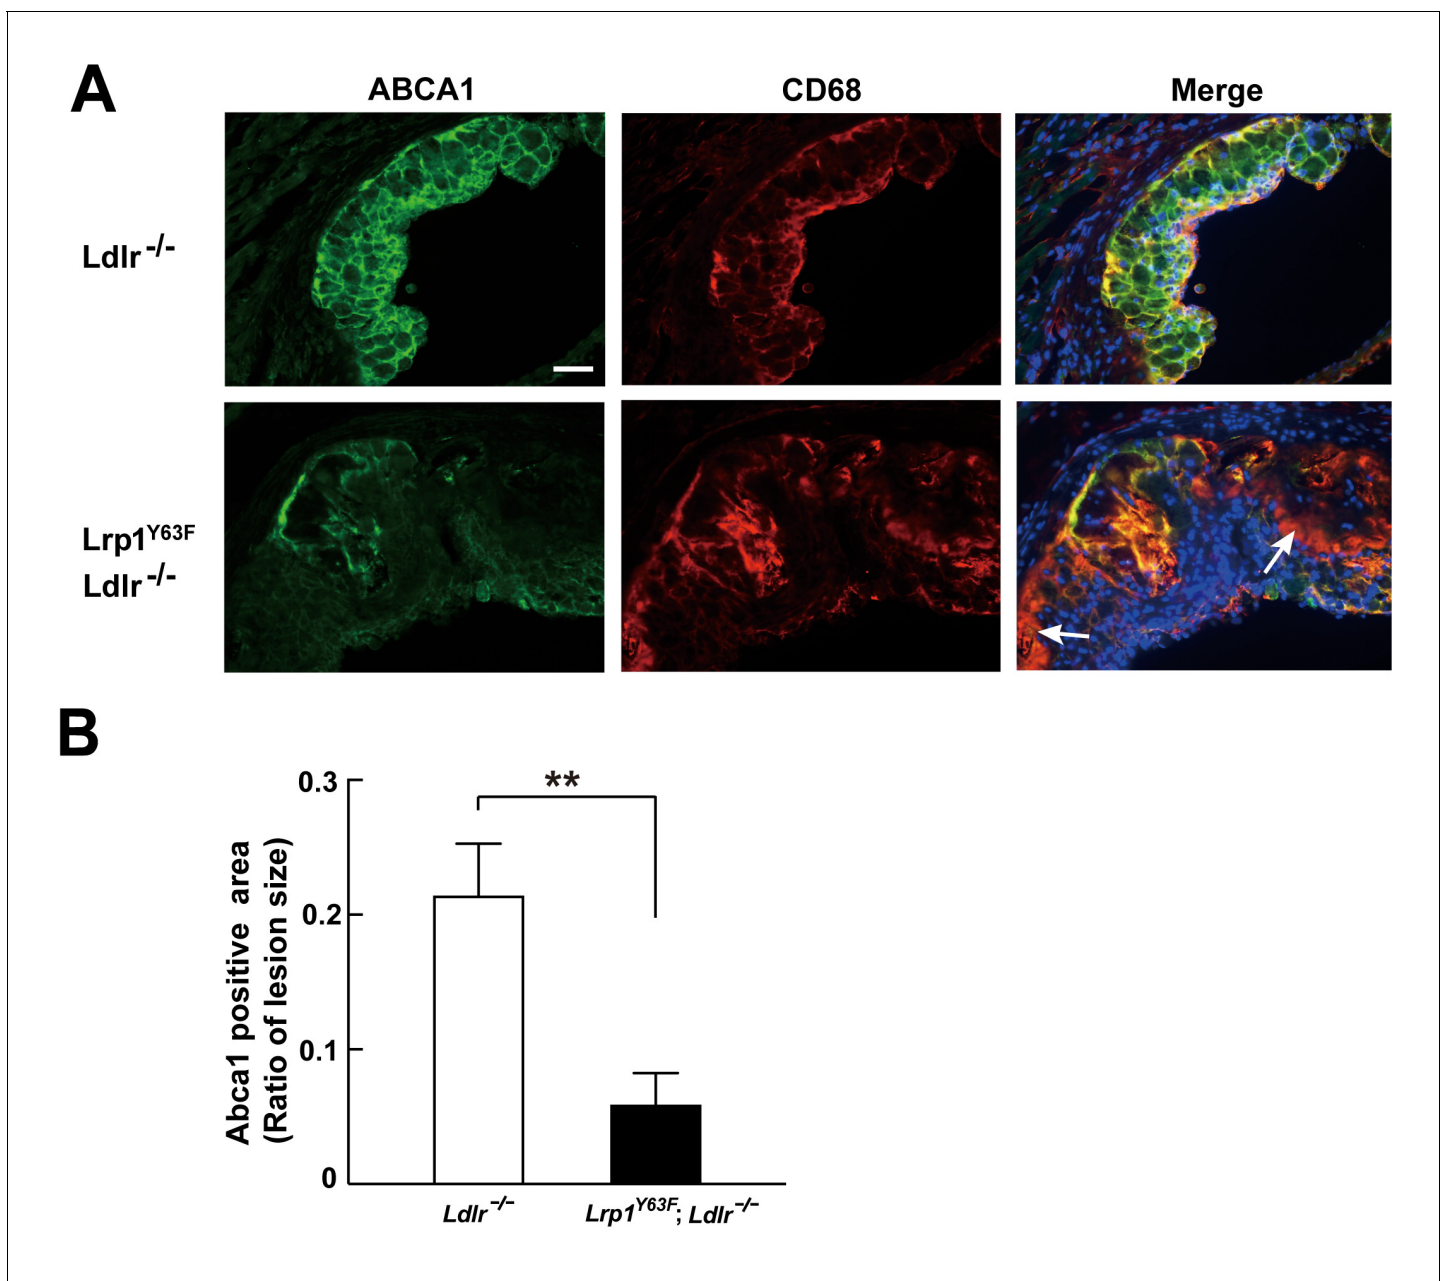 A
ABCA1 CD68 Merge
Ldlr-/-
Lrp1Y63F
Ldlr-/-
B
**
0.3
0.2
0.1
0
Abca1 positive area
(Ratio of lesion size)
Ldlr-/- Lrp1Y63F; Ldlr-/-